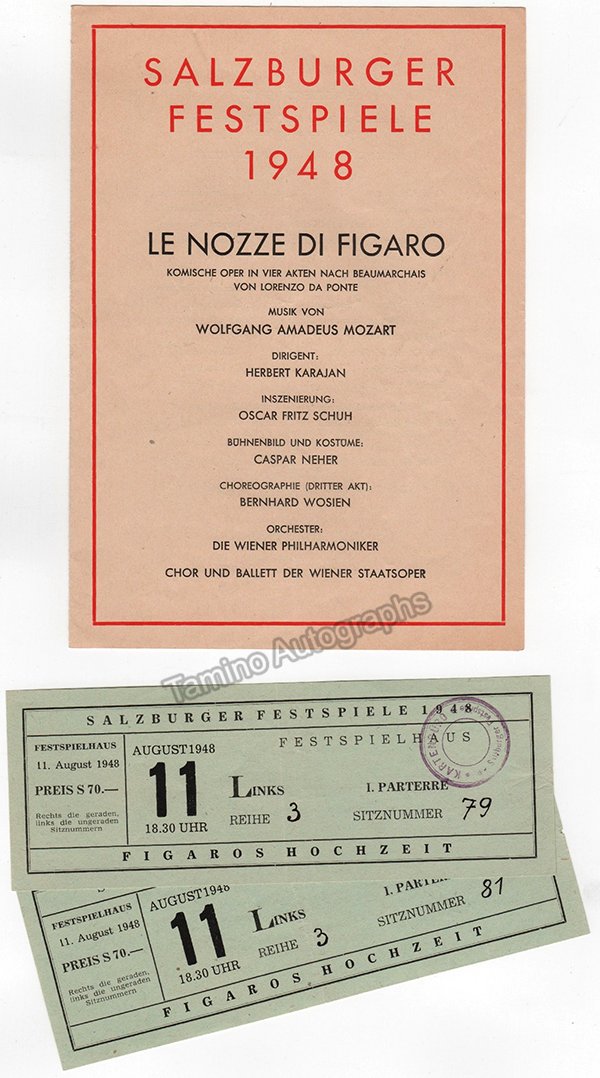 SALZBURGER
FESTSPIELE
1948
LE NOZZE DI FIGARO
KOMISCHE OPER IN VIER AKTEN NACH BEAUMARCHAIS
VON LORENZO DA PONTE
MUSIK VON
WOLFGANG AMADEUS MOZART
DIRIGENT:
HERBERT KARAJAN
INSZENIERUNG:
OSCAR FRITZ SCHUH
BÜHNENBILD UND KOSTÜME:
CASPAR NEHER
CHOREOGRAPHIE (DRITTER AKT):
BERNHARD WOSIEN
ORCHESTER:
DIE WIENER PHILHARMONIKER
CHOR UND BALLETT DER WIENER STAATSOPER
Tamino Autographs
SALZBURGER FESTSPIELE 1948
FESTSPIELHAUS
11. August 1948
PREIS S 70.—
Rechts die geraden,
links die ungeraden
Sitznummern
AUGUST 1948
11
18.30 UHR
FESTSPIELHAUS
LINKS
REIHE 3
I. PARTERRE
SITZNUMMER 79
KARTENBÜRO
FIGAROS HOCHZEIT
FESTSPIELHAUS
11. August 1948
PREIS S 70.—
Rechts die geraden,
links die ungeraden
Sitznummern
AUGUST 1948
11
18.30 UHR
LINKS
REIHE 3
I. PARTERRE
SITZNUMMER 81
FIGAROS HOCHZEIT